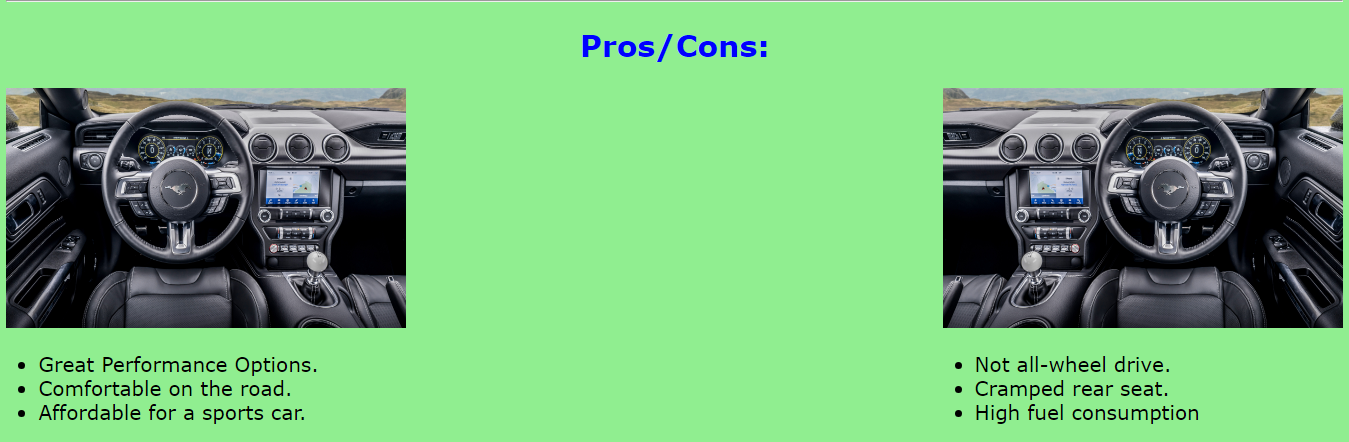 Pros/Cons:
Great Performance Options.
Comfortable on the road.
Affordable for a sports car.
Not all-wheel drive.
Cramped rear seat.
High fuel consumption